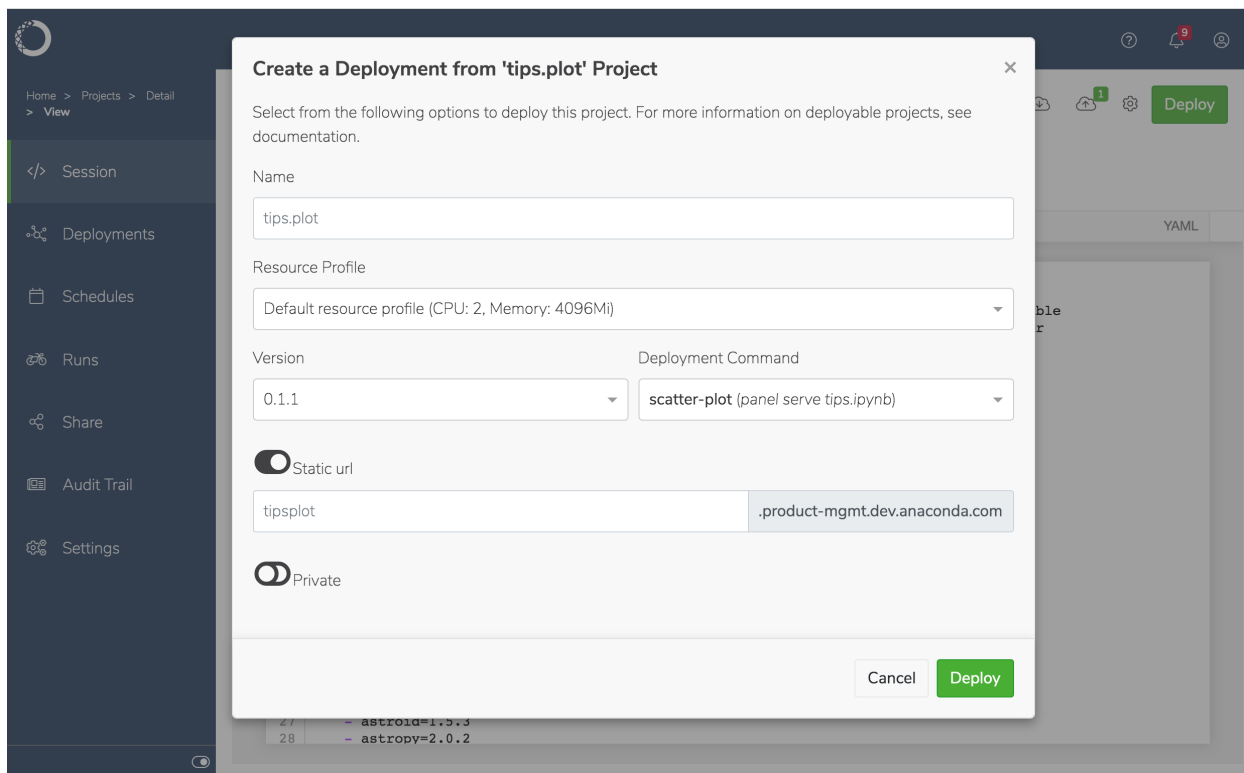 9
Home > Projects > Detail
> View
1
Deploy
Session
Deployments
Schedules
Runs
Share
Audit Trail
Settings
Create a Deployment from 'tips.plot' Project
×
Select from the following options to deploy this project. For more information on deployable projects, see
documentation.
Name
tips.plot
Resource Profile
Default resource profile (CPU: 2, Memory: 4096Mi)
Version
Deployment Command
0.1.1
scatter-plot (panel serve tips.ipynb)
Static url
tipsplot
.product-mgmt.dev.anaconda.com
Private
Cancel
Deploy
YAML
ble
r
27 - astroid=1.5.3
28 - astropy=2.0.2